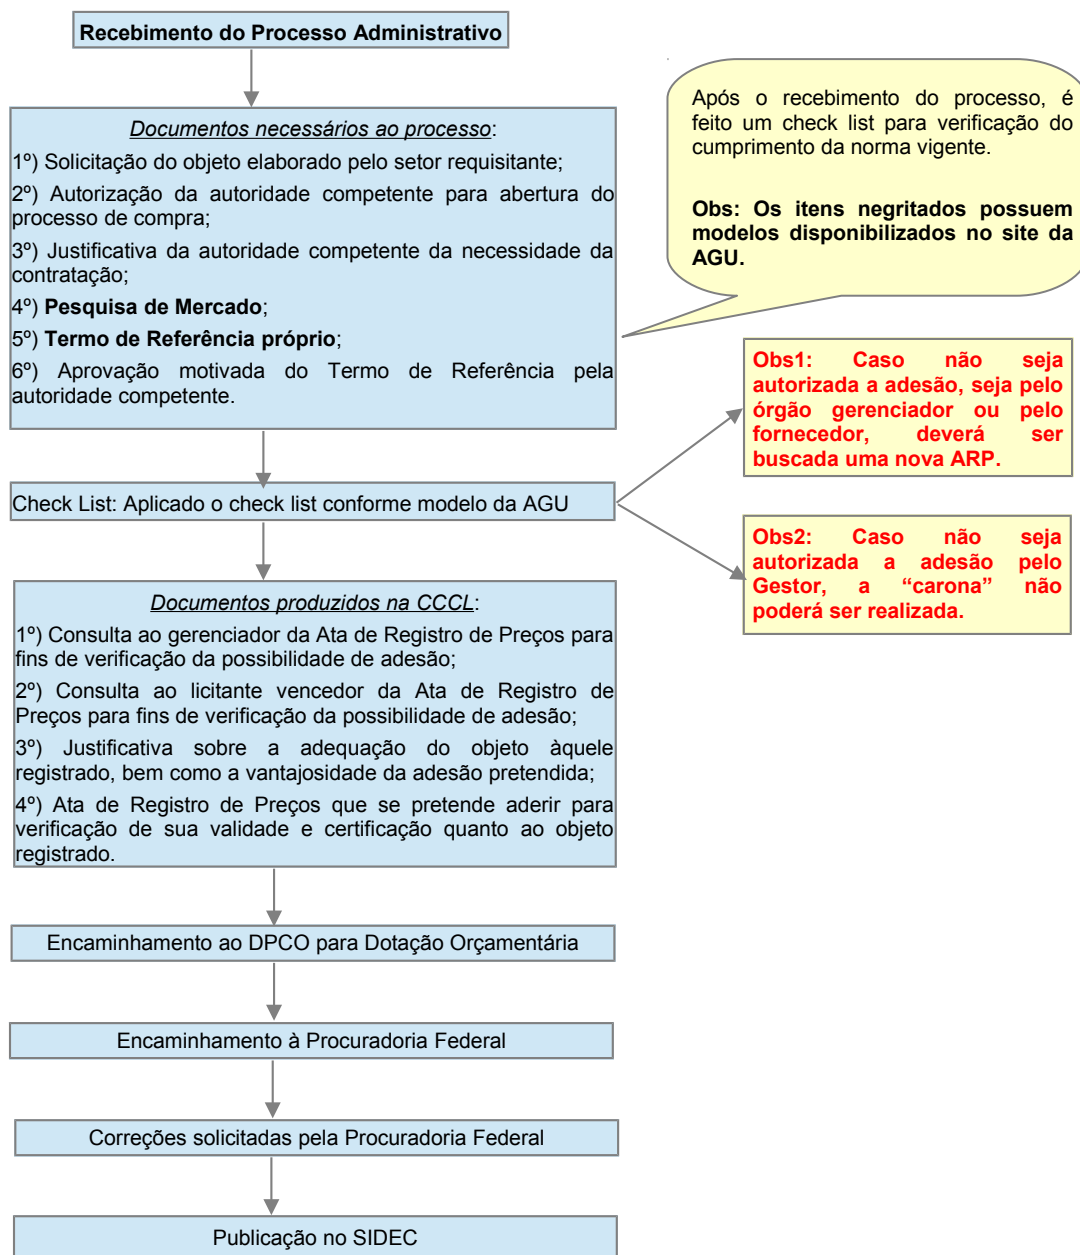 Recebimento do Processo Administrativo
Documentos necessários ao processo:
1º) Solicitação do objeto elaborado pelo setor requisitante;
2º) Autorização da autoridade competente para abertura do
processo de compra;
3º) Justificativa da autoridade competente da necessidade da
contratação;
4º) Pesquisa de Mercado;
5º) Termo de Referência próprio;
6º) Aprovação motivada do Termo de Referência pela
autoridade competente.
Após o recebimento do processo, é
feito um check list para verificação do
cumprimento da norma vigente.
Obs: Os itens negritados possuem
modelos disponibilizados no site da
AGU.
Check List: Aplicado o check list conforme modelo da AGU
Obs1: Caso não seja
autorizada a adesão, seja pelo
órgão gerenciador ou pelo
fornecedor, deverá ser
buscada uma nova ARP.
Obs2: Caso não seja
autorizada a adesão pelo
Gestor, a “carona” não
poderá ser realizada.
Documentos produzidos na CCCL:
1º) Consulta ao gerenciador da Ata de Registro de Preços para
fins de verificação da possibilidade de adesão;
2º) Consulta ao licitante vencedor da Ata de Registro de
Preços para fins de verificação da possibilidade de adesão;
3º) Justificativa sobre a adequação do objeto àquele
registrado, bem como a vantajosidade da adesão pretendida;
4º) Ata de Registro de Preços que se pretende aderir para
verificação de sua validade e certificação quanto ao objeto
registrado.
Encaminhamento ao DPCO para Dotação Orçamentária
Encaminhamento à Procuradoria Federal
Correções solicitadas pela Procuradoria Federal
Publicação no SIDEC